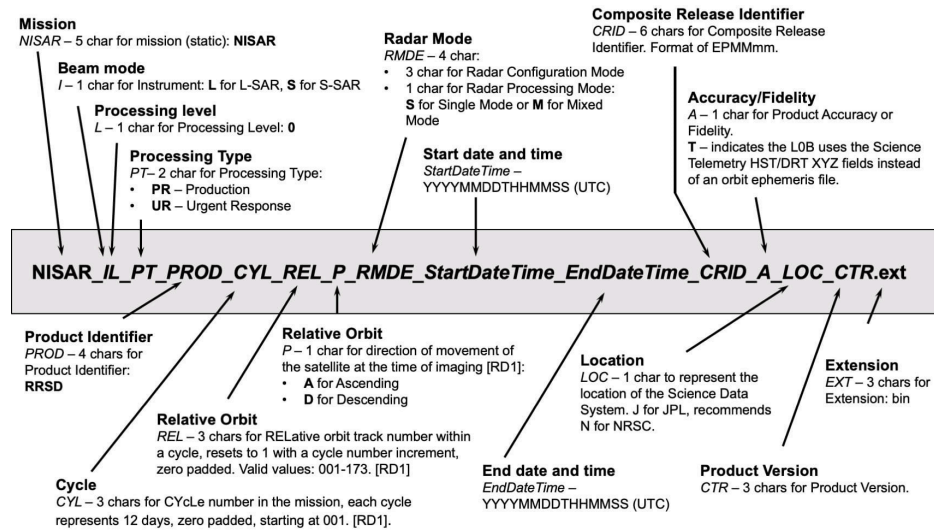 Mission
NISAR – 5 char for mission (static): NISAR
Beam mode
I – 1 char for Instrument: L for L-SAR, S for S-SAR
Processing level
L – 1 char for Processing Level: 0
Processing Type
PT– 2 char for Processing Type:
• PR – Production
• UR – Urgent Response
Radar Mode
RMDE – 4 char:
• 3 char for Radar Configuration Mode
• 1 char for Radar Processing Mode:
S for Single Mode or M for Mixed
Mode
Start date and time
StartDateTime –
YYYYMMDDTHHMMSS (UTC)
Composite Release Identifier
CRID – 6 chars for Composite Release
Identifier. Format of EPMMmm.
Accuracy/Fidelity
A – 1 char for Product Accuracy or
Fidelity.
T – indicates the L0B uses the Science
Telemetry HST/DRT XYZ fields instead
of an orbit ephemeris file.
NISAR_IL_PT_PROD_CYL_REL_P_RMDE_StartDateTime_EndDateTime_CRID_A_LOC_CTR.ext
Product Identifier
PROD – 4 chars for
Product Identifier:
RRSD
Cycle
CYL – 3 chars for CYcLe number in the mission, each cycle
represents 12 days, zero padded, starting at 001. [RD1].
Relative Orbit
REL – 3 chars for RELative orbit track number within
a cycle, resets to 1 with a cycle number increment,
zero padded. Valid values: 001-173. [RD1]
Relative Orbit
P – 1 char for direction of movement of
the satellite at the time of imaging [RD1]:
• A for Ascending
• D for Descending
End date and time
EndDateTime –
YYYYMMDDTHHMMSS (UTC)
Location
LOC – 1 char to represent the
location of the Science Data
System. J for JPL, recommends
N for NRSC.
Product Version
CTR – 3 chars for Product Version.
Extension
EXT – 3 chars for
Extension: bin